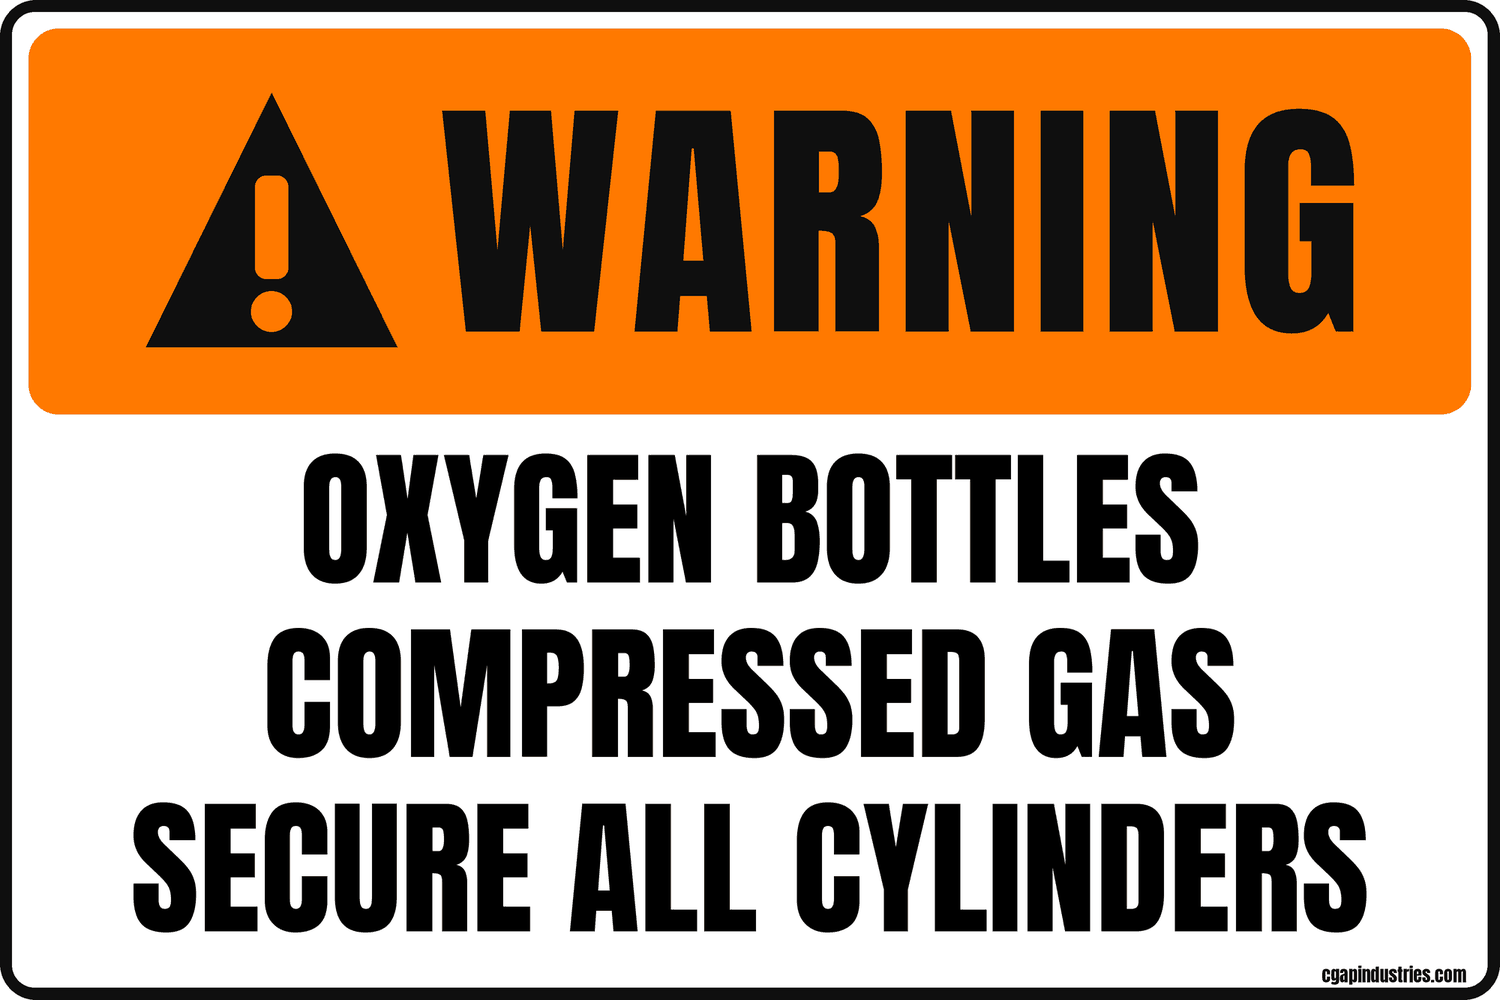 WARNING
OXYGEN BOTTLES
COMPRESSED GAS
SECURE ALL CYLINDERS
cgapindustries.com